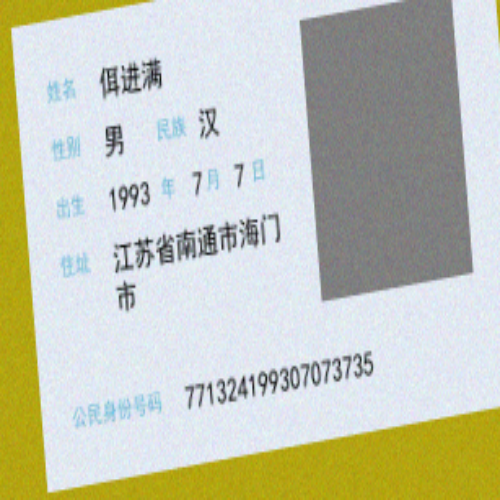 姓名 佴进满
性别 男 民族 汉
出生 1993 年 7 月 7 日
住址 江苏省南通市海门
市
公民身份号码 771324199307073735